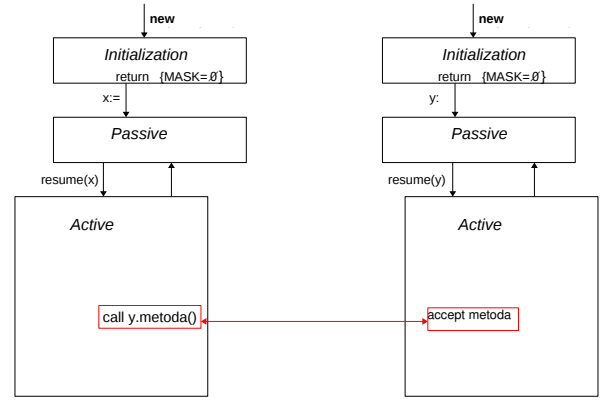 new
Initialization
return {MASK=Ø}
x:=
Passive
resume(x)
Active
call y.metoda()
new
Initialization
return {MASK=Ø}
y:
Passive
resume(y)
Active
accept metoda